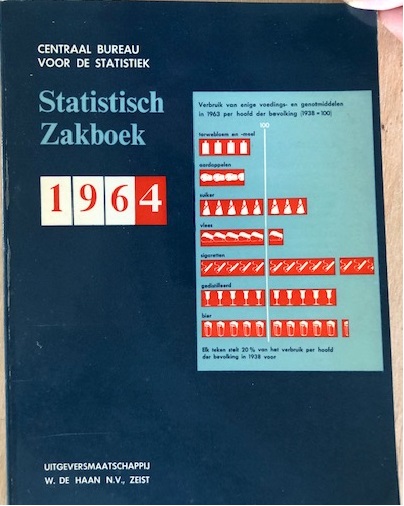 CENTRAAL BUREAU
VOOR DE STATISTIEK
Statistisch
Zakboek
1964
Verbruik van enige voedings- en genotmiddelen
in 1963 per hoofd der bevolking (1938 = 100)
100
tarwebloem en -meel
aardappelen
suiker
vlees
sigaretten
gedistilleerd
bier
Elk teken stelt 20% van het verbruik per hoofd
der bevolking in 1938 voor
UITGEVERSMAATSCHAPPIJ
W. DE HAAN N.V., ZEIST